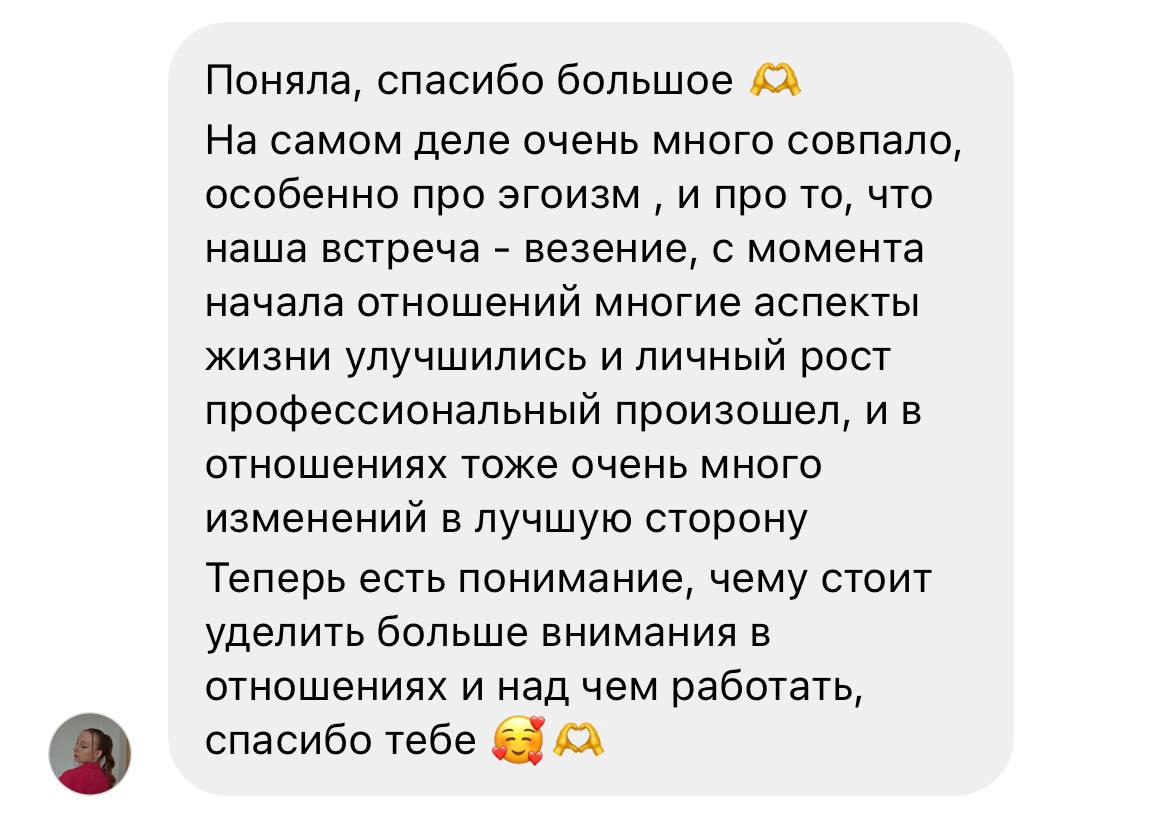 Поняла, спасибо большое 🫶
На самом деле очень много совпало,
особенно про эгоизм , и про то, что
наша встреча - везение, с момента
начала отношений многие аспекты
жизни улучшились и личный рост
профессиональный произошел, и в
отношениях тоже очень много
изменений в лучшую сторону
Теперь есть понимание, чему стоит
уделить больше внимания в
отношениях и над чем работать,
спасибо тебе 🥰🫶